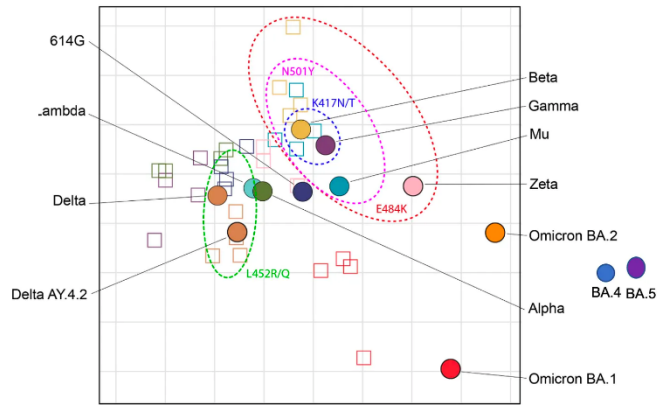 614G
N501Y
Beta
K417N/T
Gamma
.ambda
Mu
Delta
Zeta
E484K
Omicron BA.2
L452R/Q
BA.4
BA.5
Delta AY.4.2
Alpha
Omicron BA.1